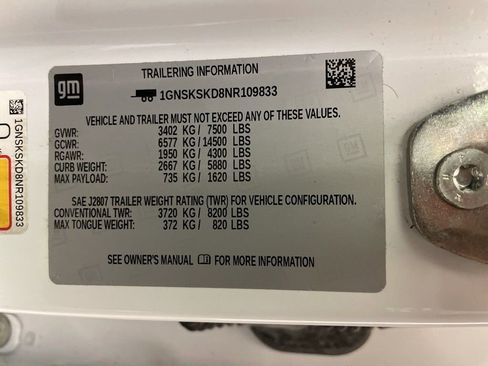 gm
TRAILERING INFORMATION
1GNSKSKD8NR109833
VEHICLE AND TRAILER MUST NOT EXCEED ANY OF THESE VALUES.
GVWR: 3402 KG / 7500 LBS
GCWR: 6577 KG / 14500 LBS
RGAWR: 1950 KG / 4300 LBS
CURB WEIGHT: 2667 KG / 5880 LBS
MAX PAYLOAD: 735 KG / 1620 LBS
SAE J2807 TRAILER WEIGHT RATING (TWR) FOR VEHICLE CONFIGURATION.
CONVENTIONAL TWR: 3720 KG / 8200 LBS
MAX TONGUE WEIGHT: 372 KG / 820 LBS
SEE OWNER'S MANUAL FOR MORE INFORMATION
1GNSKSKD8NR109833